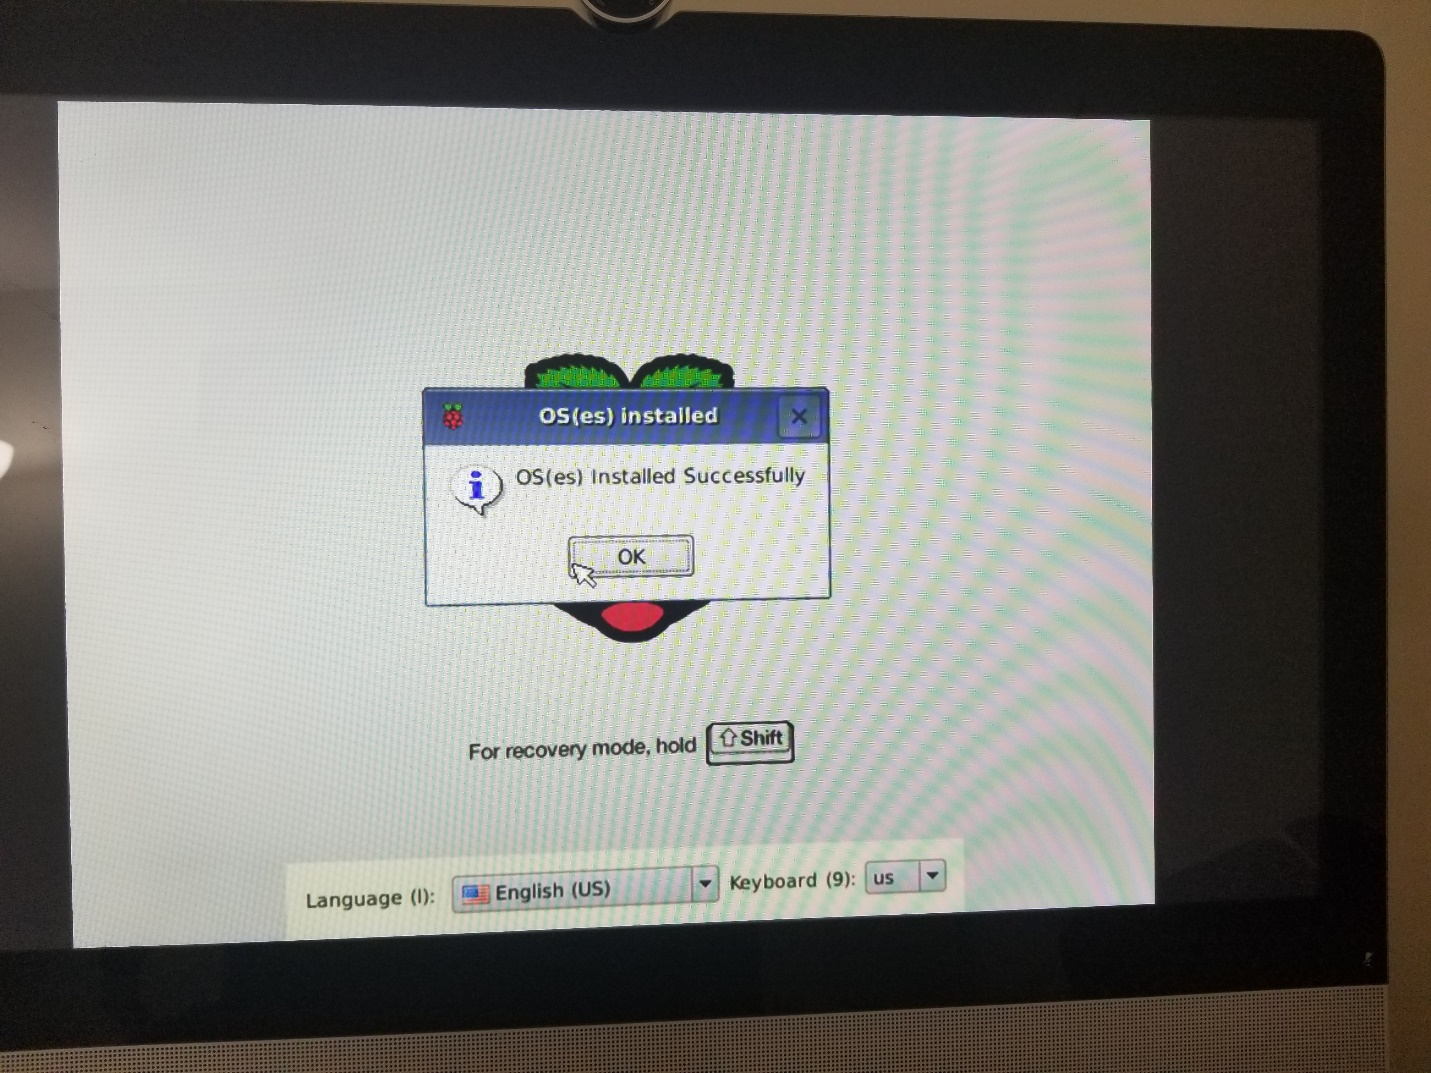 OS(es) installed
OS(es) Installed Successfully
OK
For recovery mode, hold Shift
Language (l): English (US) Keyboard (9): us